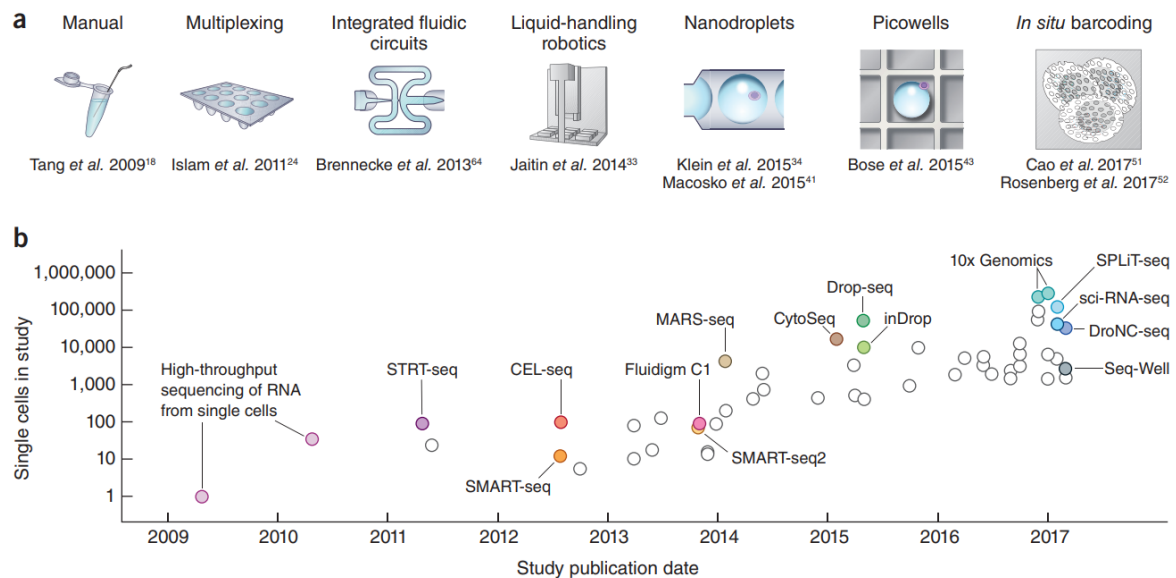 a
Manual
Multiplexing
Integrated fluidic
circuits
Liquid-handling
robotics
Nanodroplets
Picowells
In situ barcoding
Tang et al. 2009¹⁸
Islam et al. 2011²⁴
Brennecke et al. 2013⁶⁴
Jaitin et al. 2014³³
Klein et al. 2015³⁴
Macosko et al. 2015⁴¹
Bose et al. 2015⁴³
Cao et al. 2017⁵¹
Rosenberg et al. 2017⁵²
b
Single cells in study
1,000,000
100,000
10,000
1,000
100
10
1
High-throughput
sequencing of RNA
from single cells
STRT-seq
CEL-seq
SMART-seq
MARS-seq
Fluidigm C1
SMART-seq2
CytoSeq
Drop-seq
inDrop
10x Genomics
SPLiT-seq
sci-RNA-seq
DroNC-seq
Seq-Well
2009
2010
2011
2012
2013
2014
2015
2016
2017
Study publication date